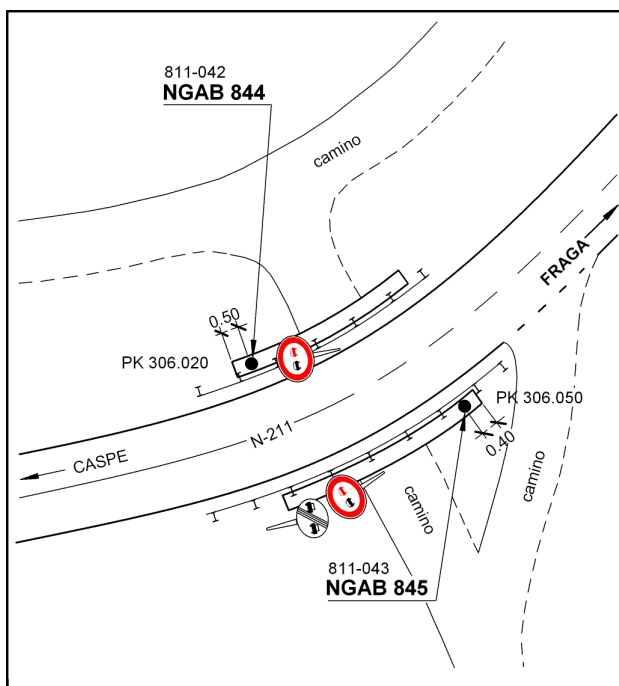 811-042
NGAB 844
camino
FRAGA
0.50
PK 306.020
PK 306.050
N-211
0.40
CASPE
camino
camino
811-043
NGAB 845